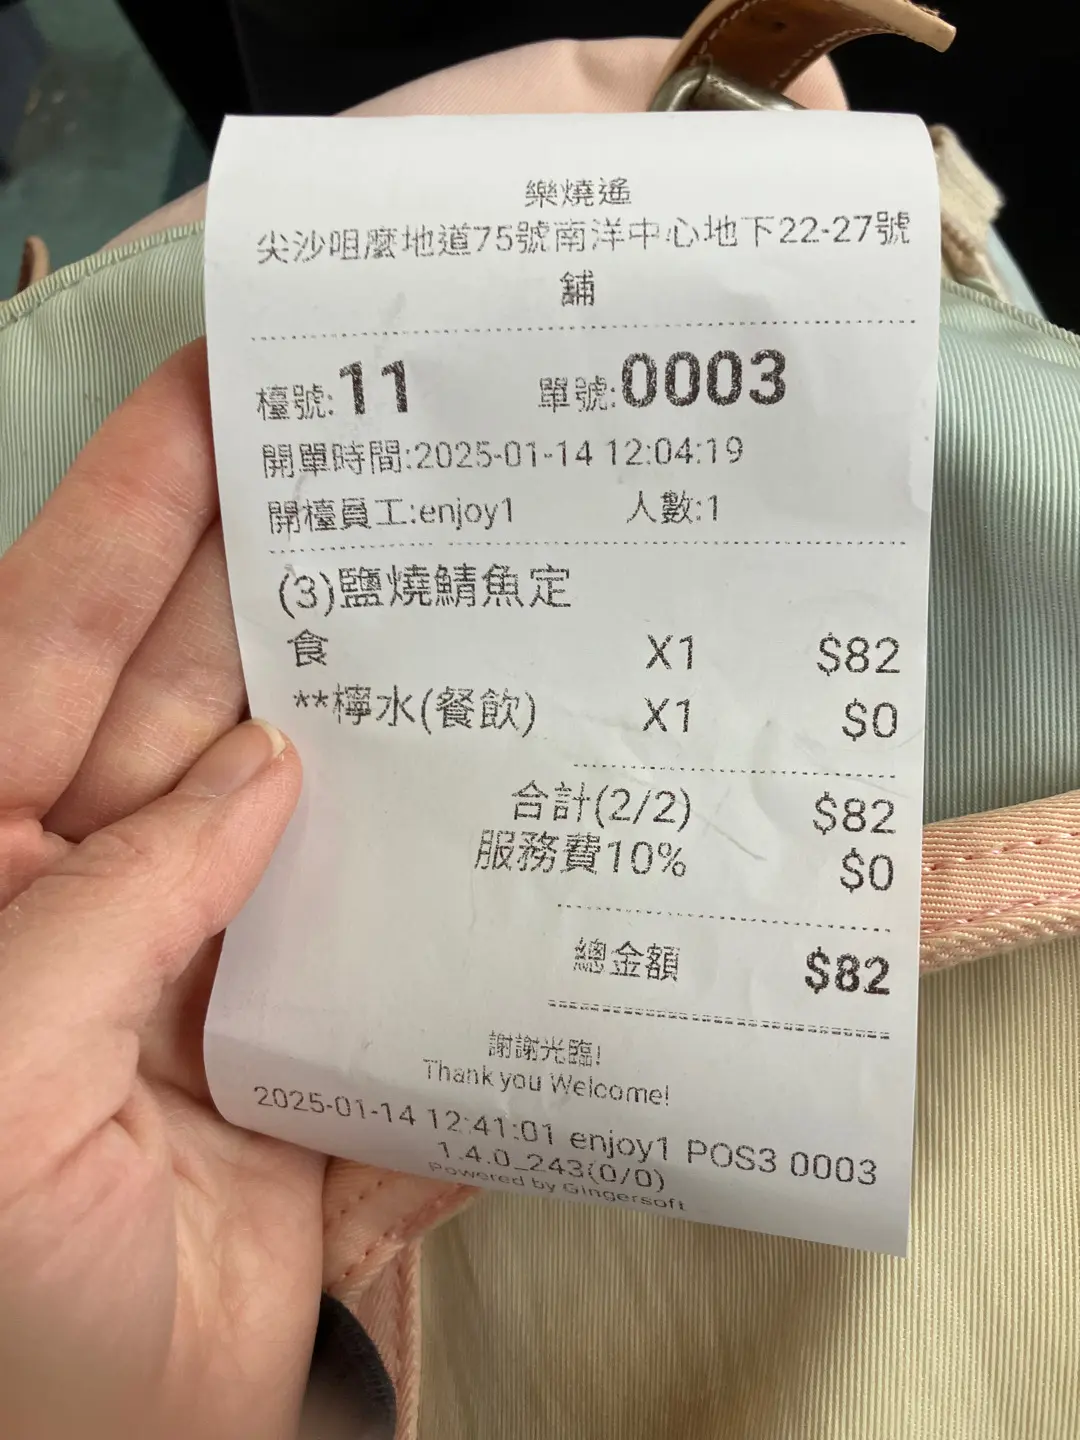 樂燒遙
尖沙咀麼地道75號南洋中心地下22-27號
舖
檯號:11 單號:0003
開單時間:2025-01-14 12:04:19
開檯員工:enjoy1 人數:1
(3)鹽燒鯖魚定
食 X1 $82
**檸水(餐飲) X1 $0
合計(2/2) $82
服務費10% $0
總金額 $82
謝謝光臨!
Thank you Welcome!
2025-01-14 12:41:01 enjoy1 POS3 0003
1.4.0_243(0/0)
Powered by Gingersoft